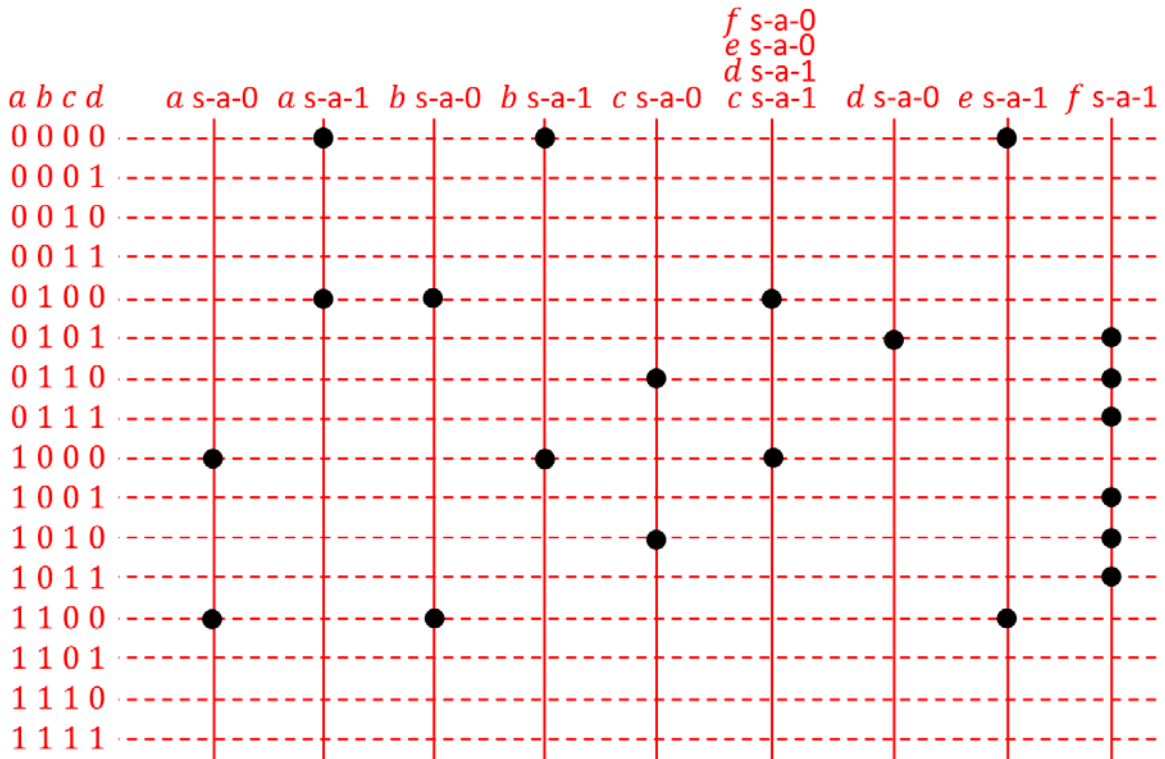 f s-a-0
e s-a-0
d s-a-1
a b c d a s-a-0 a s-a-1 b s-a-0 b s-a-1 c s-a-0 c s-a-1 d s-a-0 e s-a-1 f s-a-1
0 0 0 0
0 0 0 1
0 0 1 0
0 0 1 1
0 1 0 0
0 1 0 1
0 1 1 0
0 1 1 1
1 0 0 0
1 0 0 1
1 0 1 0
1 0 1 1
1 1 0 0
1 1 0 1
1 1 1 0
1 1 1 1